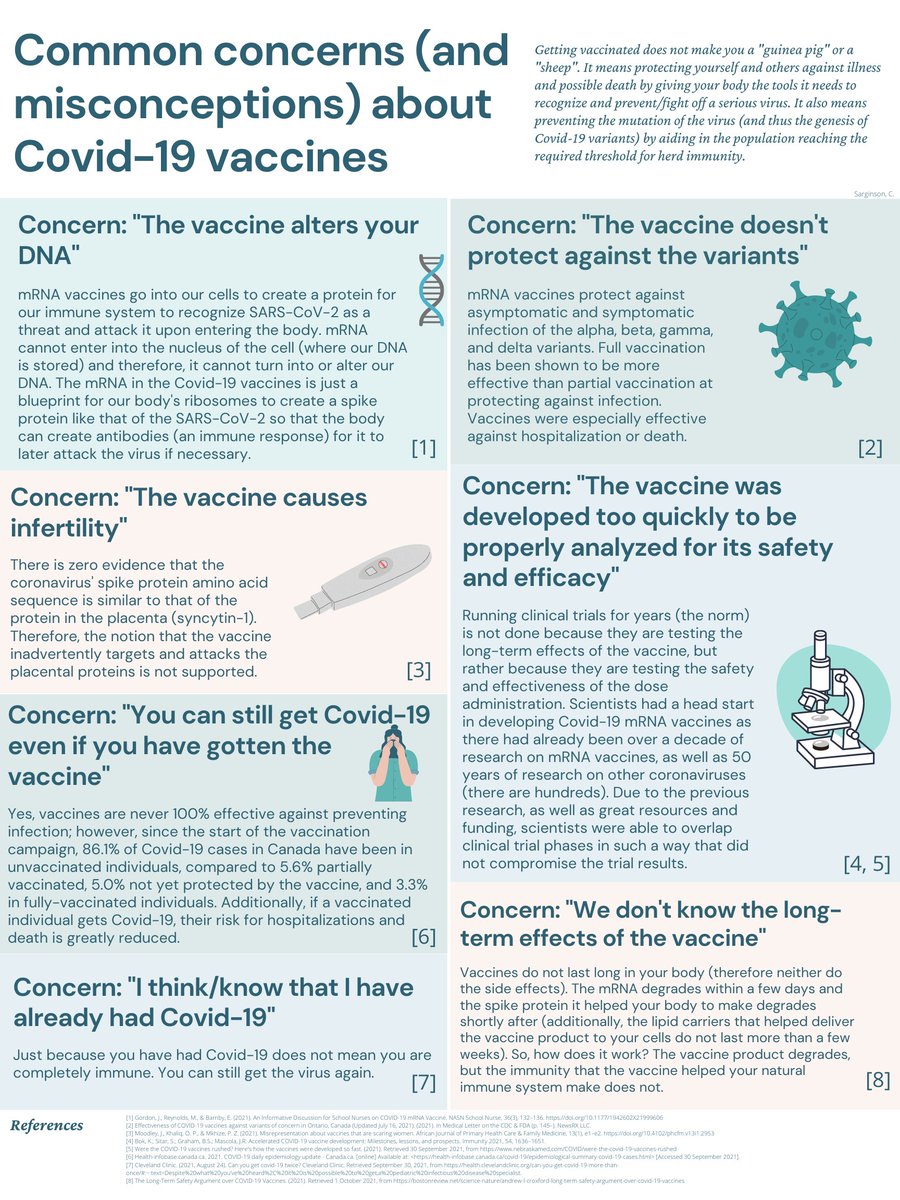 Common concerns (and
misconceptions) about
Covid-19 vaccines
Getting vaccinated does not make you a "guinea pig" or a
"sheep". It means protecting yourself and others against illness
and possible death by giving your body the tools it needs to
recognize and prevent/fight off a serious virus. It also means
preventing the mutation of the virus (and thus the genesis of
Covid-19 variants) by aiding in the population reaching the
required threshold for herd immunity.
Sarginson, C.
Concern: "The vaccine alters your
DNA"
mRNA vaccines go into our cells to create a protein for
our immune system to recognize SARS-CoV-2 as a
threat and attack it upon entering the body. mRNA
cannot enter into the nucleus of the cell (where our DNA
is stored) and therefore, it cannot turn into or alter our
DNA. The mRNA in the Covid-19 vaccines is just a
blueprint for our body's ribosomes to create a spike
protein like that of the SARS-CoV-2 so that the body
can create antibodies (an immune response) for it to
later attack the virus if necessary.
[1]
Concern: "The vaccine doesn't
protect against the variants"
mRNA vaccines protect against
asymptomatic and symptomatic
infection of the alpha, beta, gamma,
and delta variants. Full vaccination
has been shown to be more
effective than partial vaccination at
protecting against infection.
Vaccines were especially effective
against hospitalization or death.
[2]
Concern: "The vaccine causes
infertility"
There is zero evidence that the
coronavirus' spike protein amino acid
sequence is similar to that of the
protein in the placenta (syncytin-1).
Therefore, the notion that the vaccine
inadvertently targets and attacks the
placental proteins is not supported.
[3]
Concern: "The vaccine was
developed too quickly to be
properly analyzed for its safety
and efficacy"
Running clinical trials for years (the norm)
is not done because they are testing the
long-term effects of the vaccine, but
rather because they are testing the safety
and effectiveness of the dose
administration. Scientists had a head start
in developing Covid-19 mRNA vaccines as
there had already been over a decade of
research on mRNA vaccines, as well as 50
years of research on other coronaviruses
(there are hundreds). Due to the previous
research, as well as great resources and
funding, scientists were able to overlap
clinical trial phases in such a way that did
not compromise the trial results.
[4, 5]
Concern: "You can still get Covid-19
even if you have gotten the
vaccine"
Yes, vaccines are never 100% effective against preventing
infection; however, since the start of the vaccination
campaign, 86.1% of Covid-19 cases in Canada have been in
unvaccinated individuals, compared to 5.6% partially
vaccinated, 5.0% not yet protected by the vaccine, and 3.3%
in fully-vaccinated individuals. Additionally, if a vaccinated
individual gets Covid-19, their risk for hospitalizations and
death is greatly reduced.
[6]
Concern: "We don't know the long-
term effects of the vaccine"
Vaccines do not last long in your body (therefore neither do
the side effects). The mRNA degrades within a few days and
the spike protein it helped your body to make degrades
shortly after (additionally, the lipid carriers that helped deliver
the vaccine product to your cells do not last more than a few
weeks). So, how does it work? The vaccine product degrades,
but the immunity that the vaccine helped your natural
immune system make does not.
[8]
Concern: "I think/know that I have
already had Covid-19"
Just because you have had Covid-19 does not mean you are
completely immune. You can still get the virus again.
[7]
References
[1] Gordon, J., Reynolds, M., & Barnby, E. (2021). An Informative Discussion for School Nurses on COVID-19 mRNA Vaccine. NASN School Nurse, 36(3), 132–136. https://doi.org/10.1177/1942602X21999606
[2] Effectiveness of COVID-19 vaccines against variants of concern in Ontario, Canada (Updated July 16, 2021). (2021). In Medical Letter on the CDC & FDA (p. 145–). NewsRX LLC.
[3] Moodley, J., Khaliq, O. P., & Mkhize, P. Z. (2021). Misrepresentation about vaccines that are scaring women. African Journal of Primary Health Care & Family Medicine, 13(1), e1–e2. https://doi.org/10.4102/phcfm.v13i1.2953
[4] Bok, K., Sitar, S., Graham, B.S., Mascola, J.R. Accelerated COVID-19 vaccine development: Milestones, lessons, and prospects. Immunity 2021, 54, 1636–1651.
[5] Were the COVID-19 vaccines rushed? Here's how the vaccines were developed so fast. (2021). Retrieved 30 September 2021, from https://www.nebraskamed.com/COVID/were-the-covid-19-vaccines-rushed
[6] Health-infobase.canada.ca. 2021. COVID-19 daily epidemiology update - Canada.ca. [online] Available at: <https://health-infobase.canada.ca/covid-19/epidemiological-summary-covid-19-cases.html> [Accessed 30 September 2021].
[7] Cleveland Clinic. (2021, August 24). Can you get covid-19 twice? Cleveland Clinic. Retrieved September 30, 2021, from https://health.clevelandclinic.org/can-you-get-covid-19-more-than-
[8] The Long-Term Safety Argument over COVID-19 Vaccines. (2021). Retrieved 1 October 2021, from https://bostonreview.net/science-nature/andrew-l-croxford-long-term-safety-argument-over-covid-19-vaccines